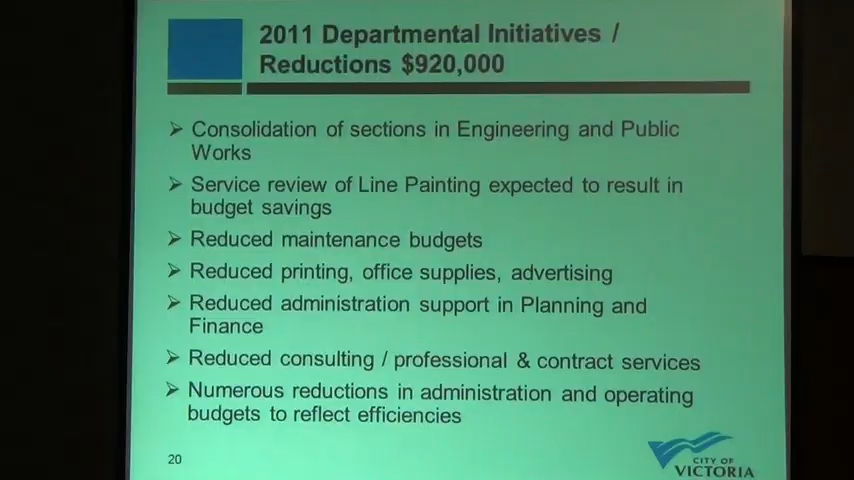 2011 Departmental Initiatives /
Reductions $920,000
➢ Consolidation of sections in Engineering and Public
Works
➢ Service review of Line Painting expected to result in
budget savings
➢ Reduced maintenance budgets
➢ Reduced printing, office supplies, advertising
➢ Reduced administration support in Planning and
Finance
➢ Reduced consulting / professional & contract services
➢ Numerous reductions in administration and operating
budgets to reflect efficiencies
20
CITY OF
VICTORIA